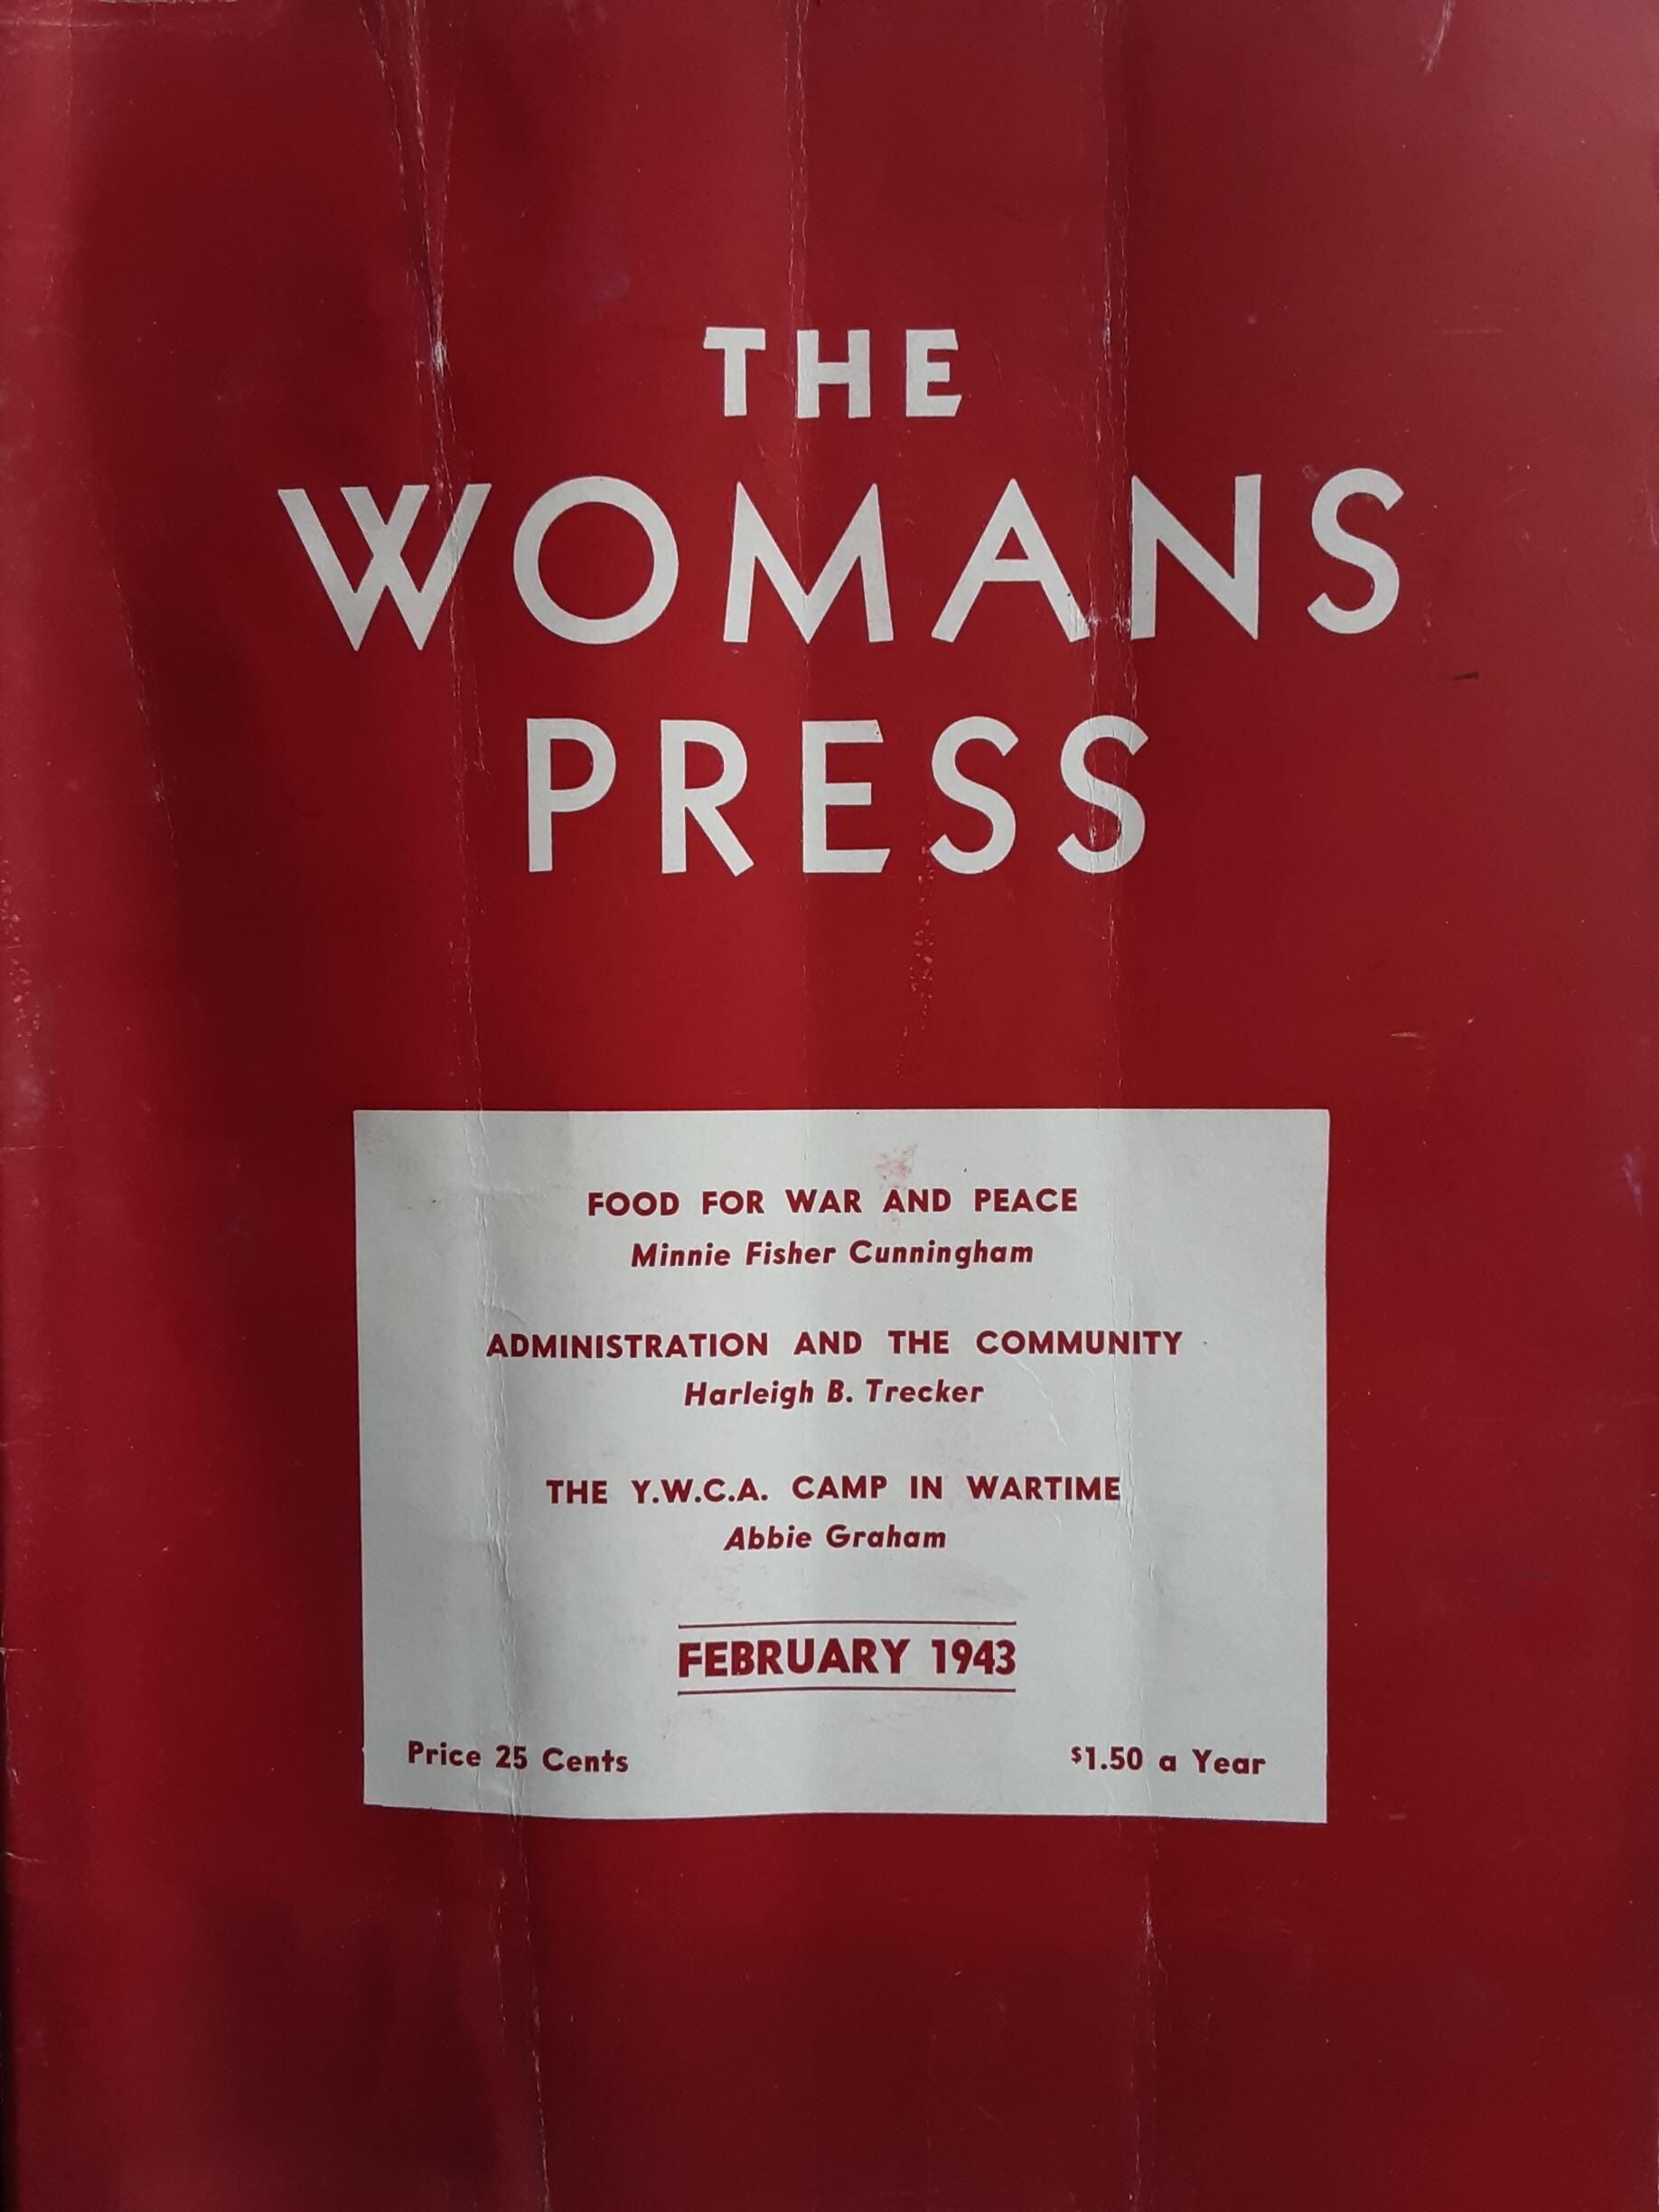 THE
WOMANS
PRESS
FOOD FOR WAR AND PEACE
Minnie Fisher Cunningham
ADMINISTRATION AND THE COMMUNITY
Harleigh B. Trecker
THE Y.W.C.A. CAMP IN WARTIME
Abbie Graham
FEBRUARY 1943
Price 25 Cents $1.50 a Year